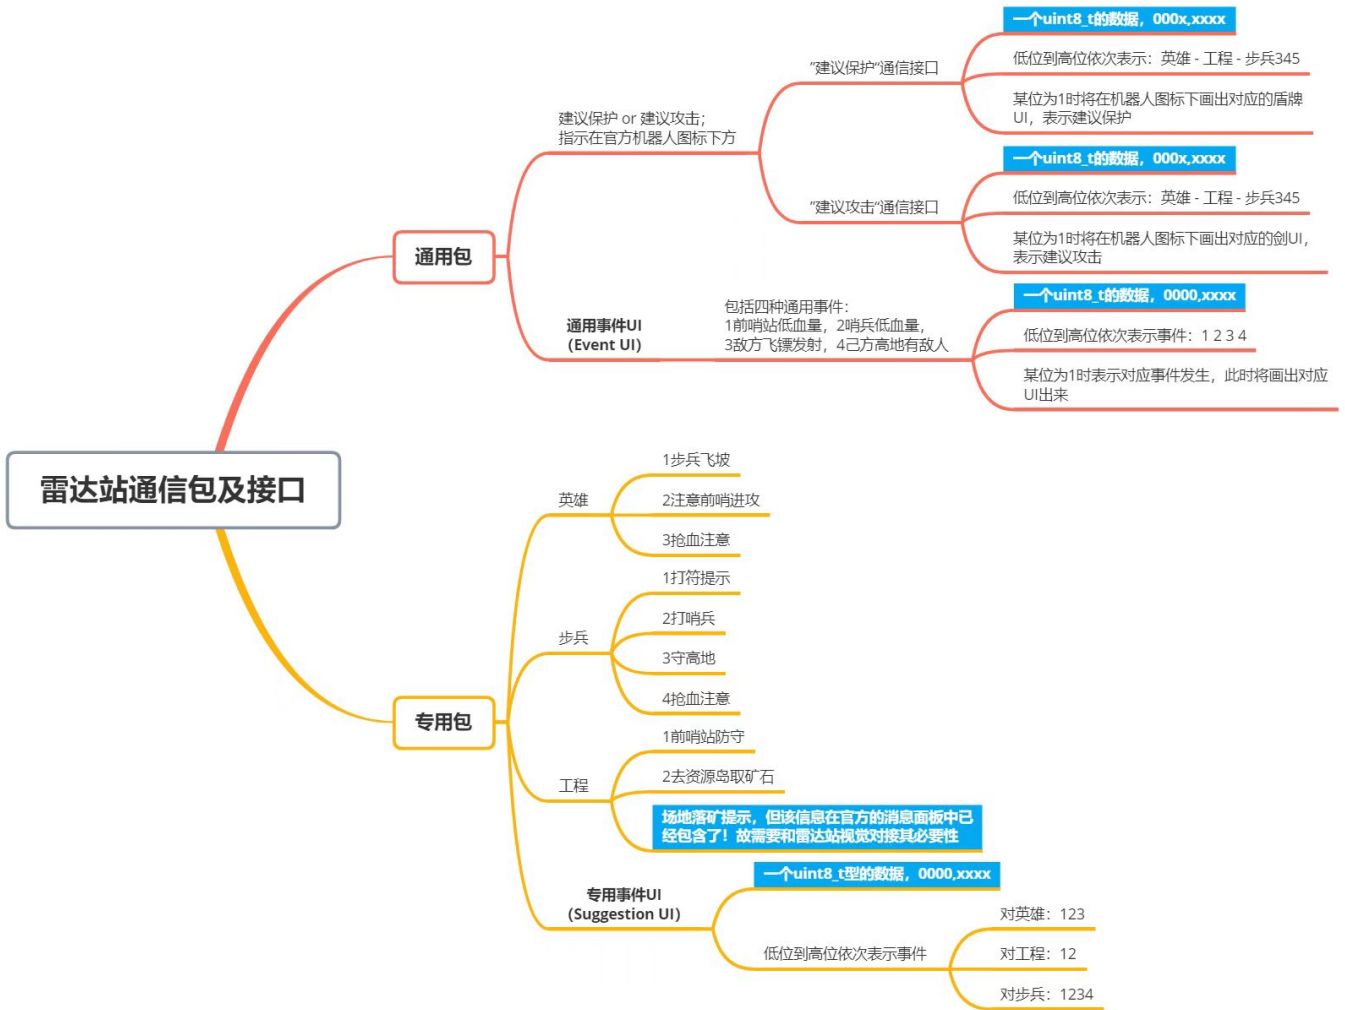 雷达站通信包及接口
通用包
建议保护 or 建议攻击；
指示在官方机器人图标下方
”建议保护“通信接口
一个uint8_t的数据，000x,xxxx
低位到高位依次表示：英雄 - 工程 - 步兵345
某位为1时将在机器人图标下画出对应的盾牌
UI，表示建议保护
”建议攻击“通信接口
一个uint8_t的数据，000x,xxxx
低位到高位依次表示：英雄 - 工程 - 步兵345
某位为1时将在机器人图标下画出对应的剑UI，
表示建议攻击
通用事件UI
（Event UI）
包括四种通用事件：
1前哨站低血量，2哨兵低血量，
3敌方飞镖发射，4己方高地有敌人
一个uint8_t的数据，0000,xxxx
低位到高位依次表示事件：1 2 3 4
某位为1时表示对应事件发生，此时将画出对应
UI出来
专用包
英雄
1步兵飞坡
2注意前哨进攻
3抢血注意
步兵
1打符提示
2打哨兵
3守高地
4抢血注意
工程
1前哨站防守
2去资源岛取矿石
场地落矿提示，但该信息在官方的消息面板中已
经包含了！故需要和雷达站视觉对接其必要性
专用事件UI
（Suggestion UI）
一个uint8_t型的数据，0000,xxxx
低位到高位依次表示事件
对英雄：123
对工程：12
对步兵：1234